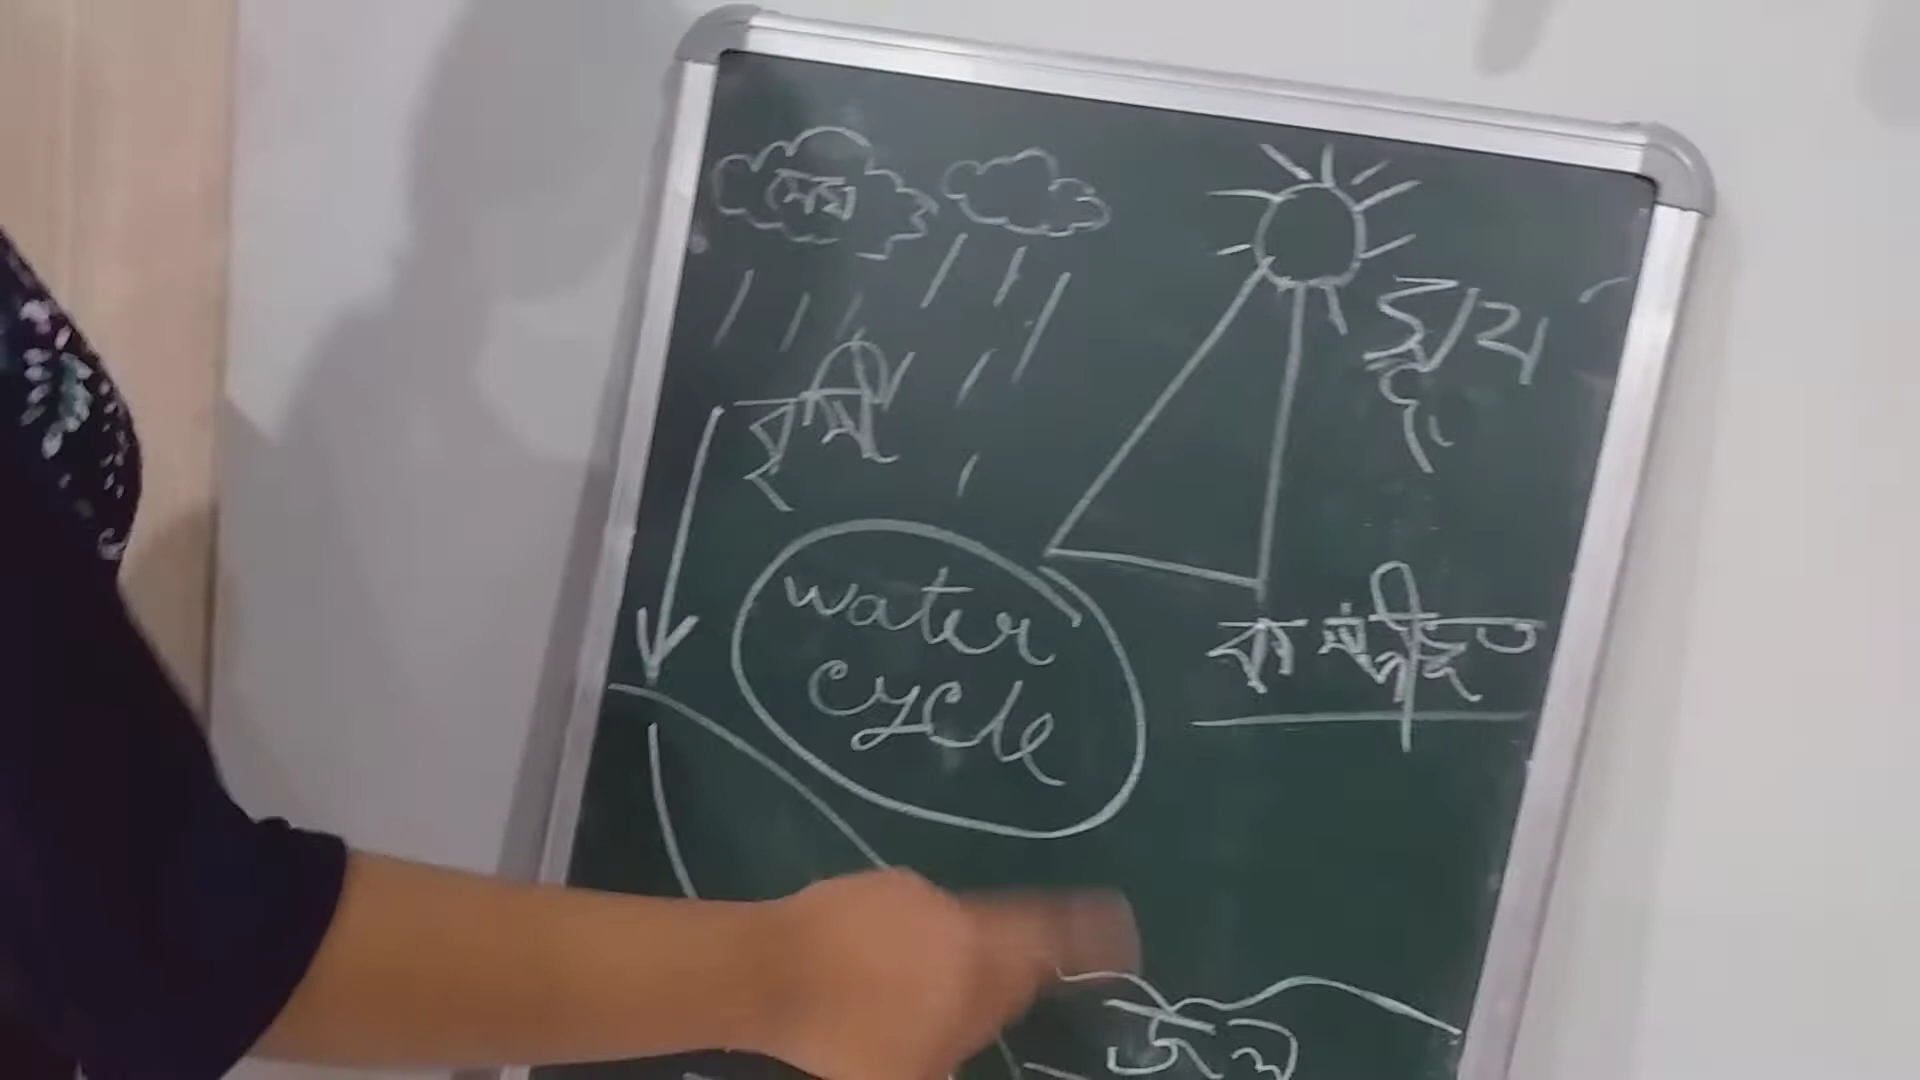 মেঘ
সূর্য
বৃষ্টি
water
cycle
জল